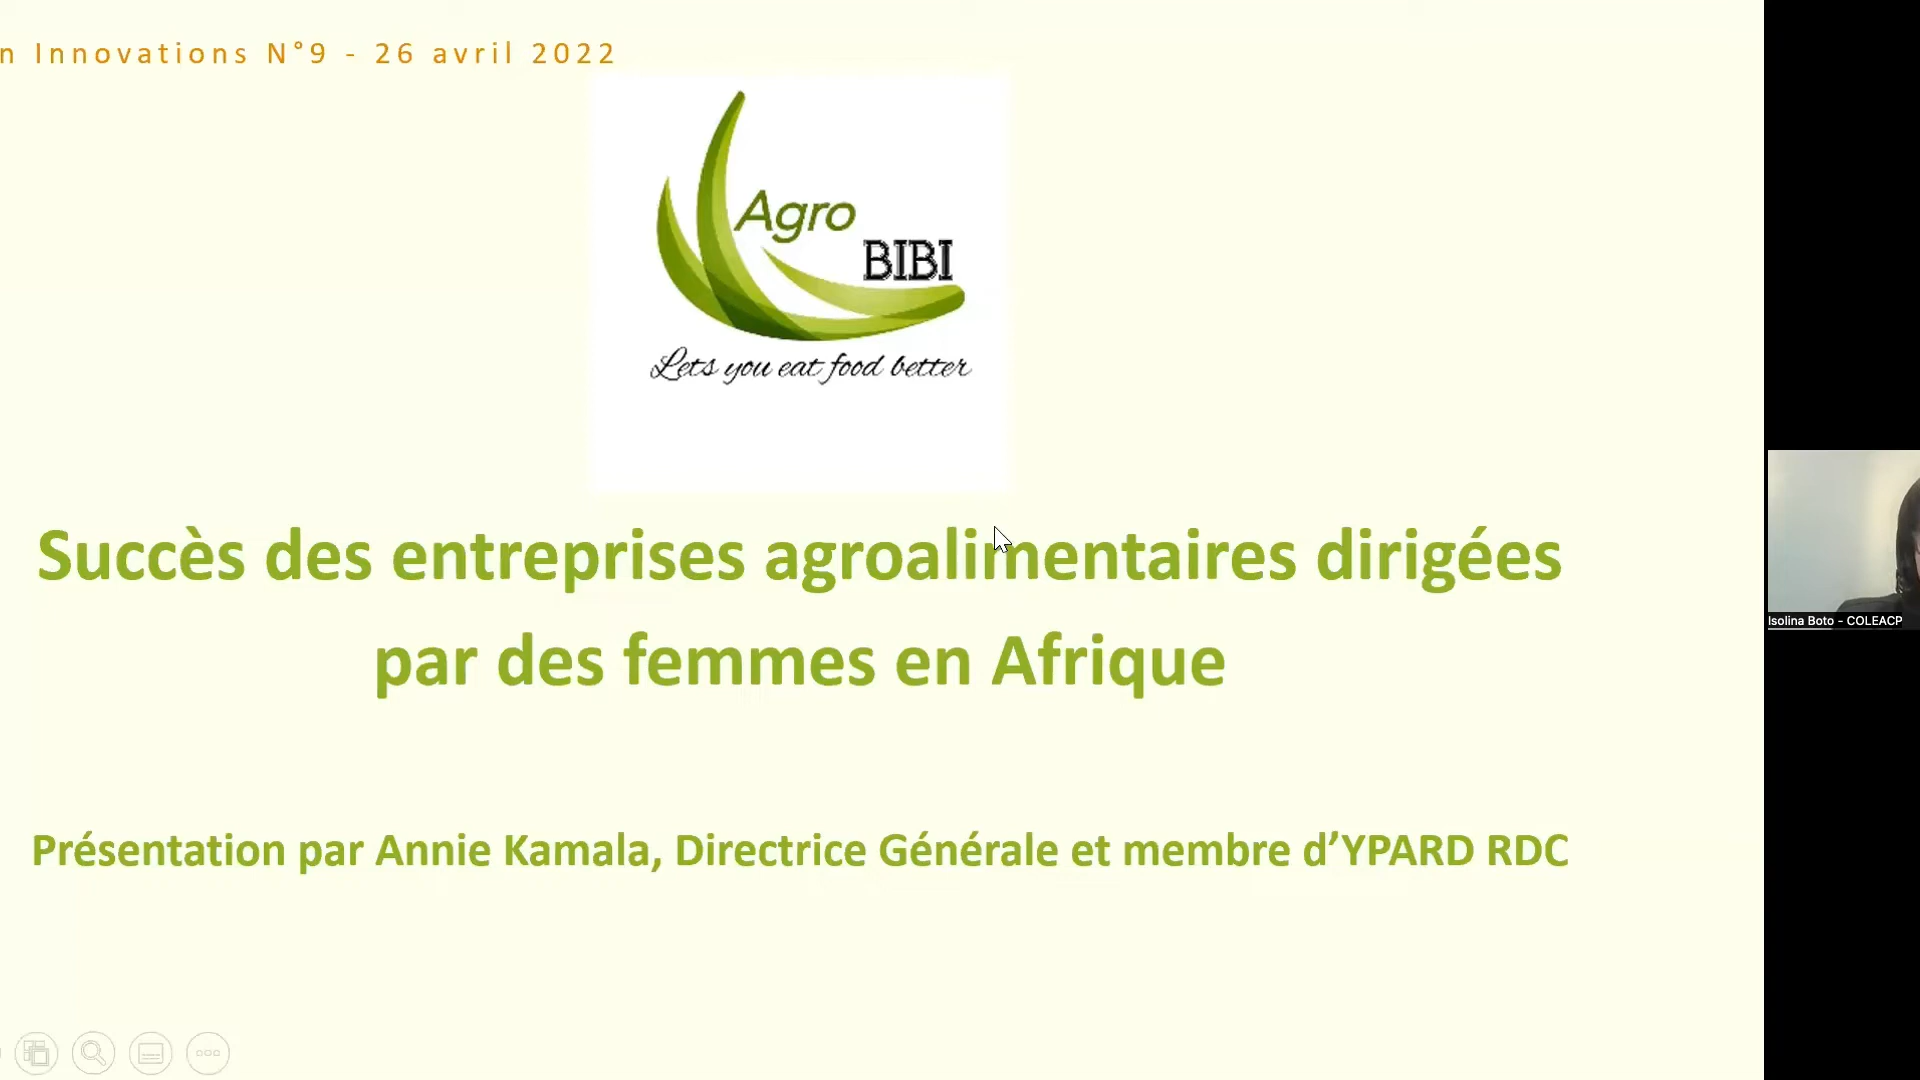 n Innovations N°9 - 26 avril 2022
Agro
BIBI
Lets you eat food better
Succès des entreprises agroalimentaires dirigées
par des femmes en Afrique
Présentation par Annie Kamala, Directrice Générale et membre d’YPARD RDC
Isolina Boto - COLEACP